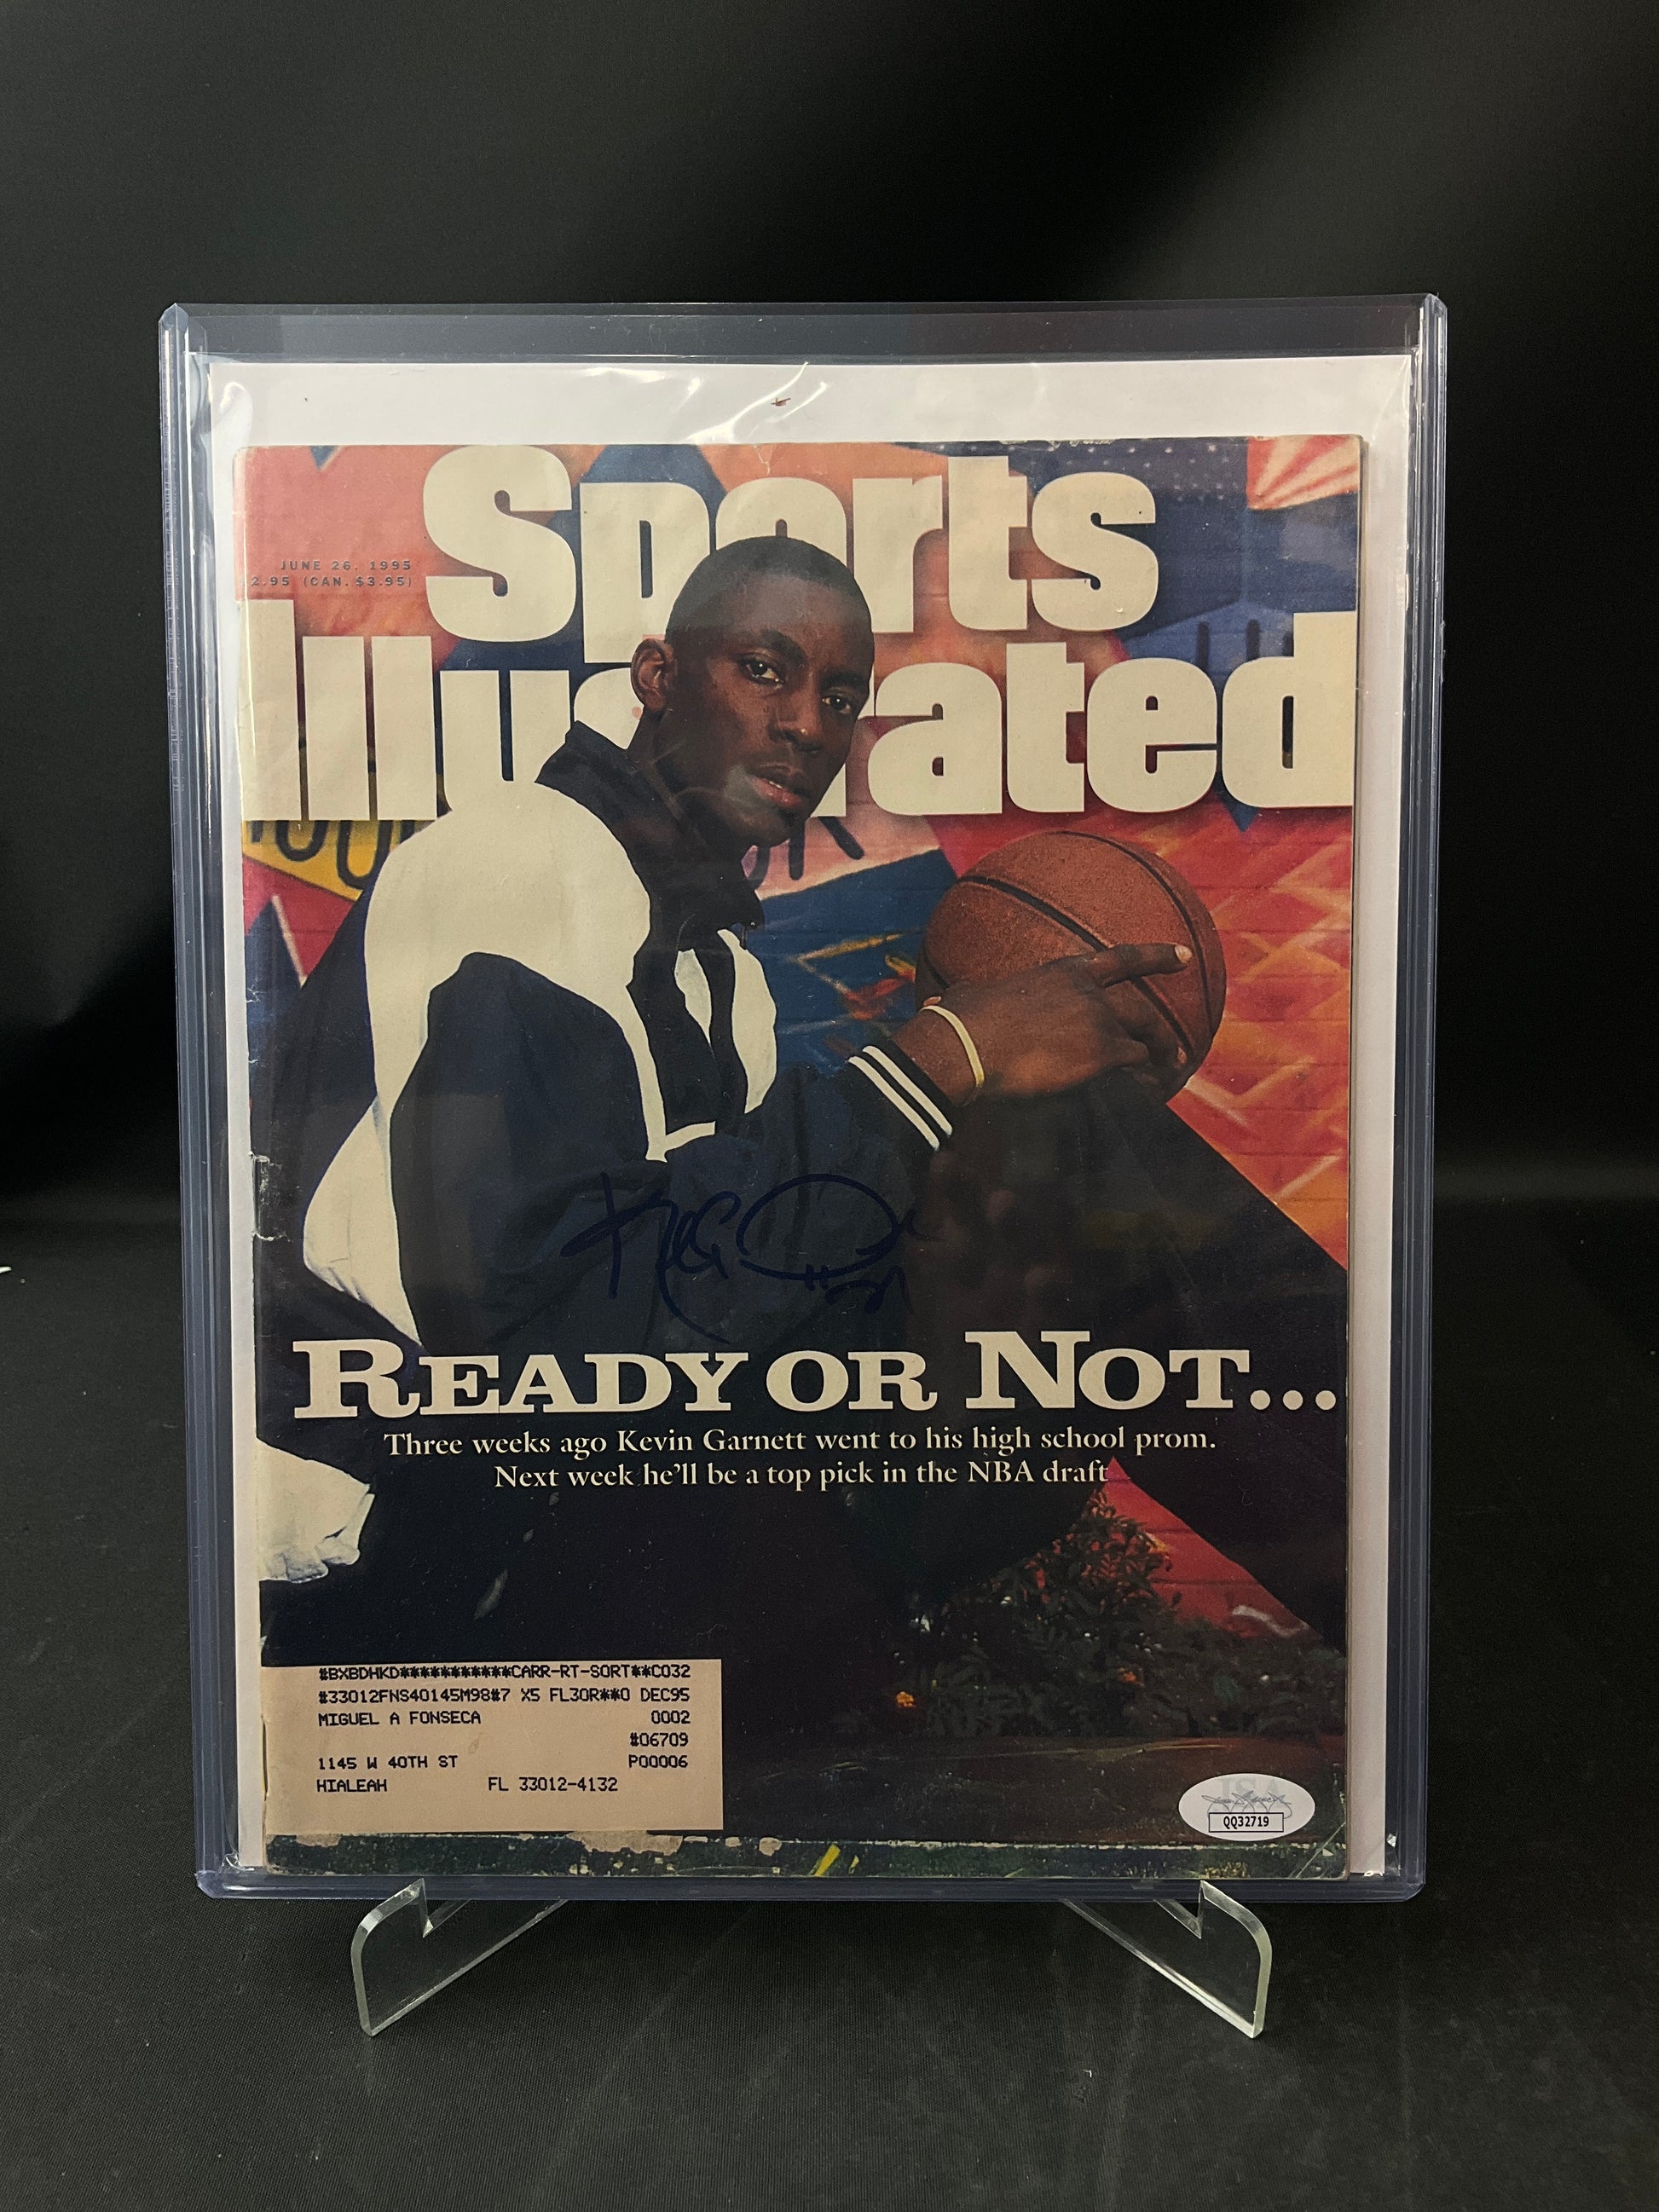 Sports
Illustrated
JUNE 26, 1995
2.95 (CAN. $3.95)
READY OR NOT...
Three weeks ago Kevin Garnett went to his high school prom.
Next week he'll be a top pick in the NBA draft
#BXBDHKD***********CARR-RT-SORT**C032
#33012FNS40145M98#7 X5 FL30R**0 DEC95
MIGUEL A FONSECA 0002
#06709
1145 W 40TH ST P00006
HIALEAH FL 33012-4132
JSA
QQ32719